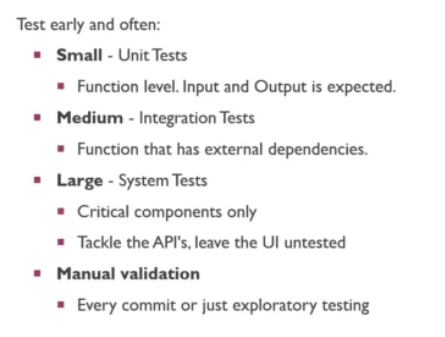 Test early and often:
Small - Unit Tests
Function level. Input and Output is expected.
Medium - Integration Tests
Function that has external dependencies.
Large - System Tests
Critical components only
Tackle the API's, leave the UI untested
Manual validation
Every commit or just exploratory testing